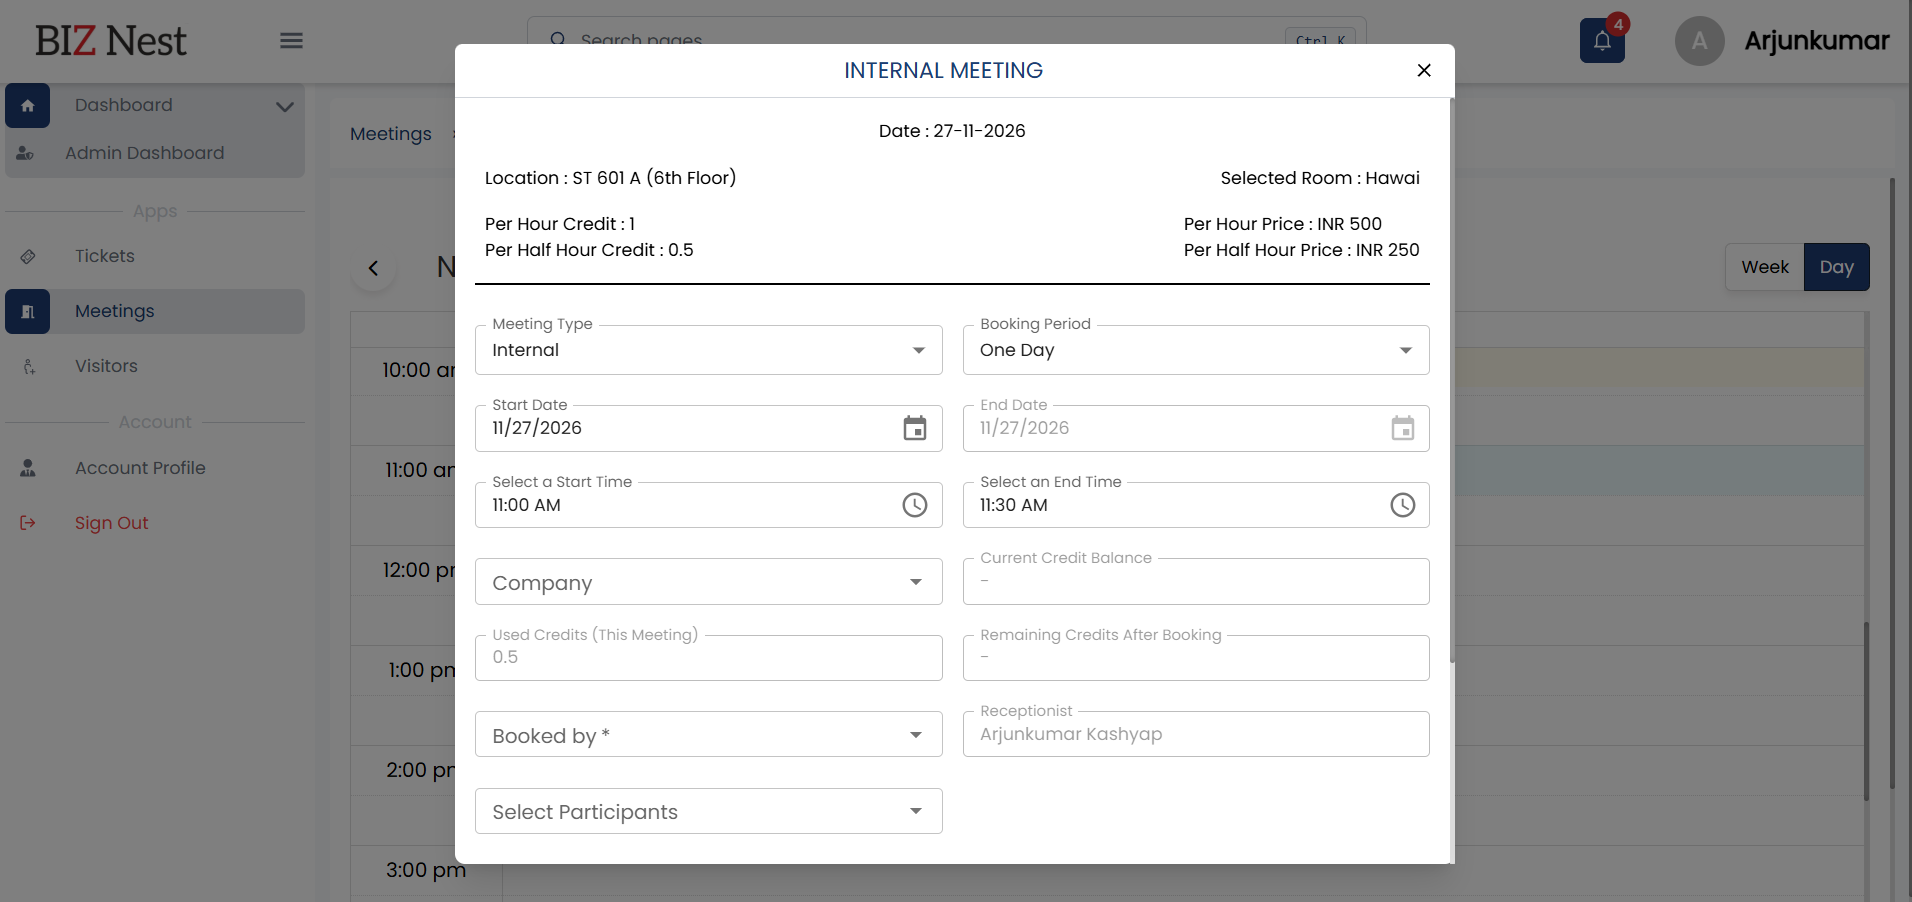 BIZ Nest
Search pages
Ctrl K
4
A
Arjunkumar
Dashboard
Admin Dashboard
Apps
Tickets
Meetings
Visitors
Account
Account Profile
Sign Out
Meetings
Week
Day
10:00 am
11:00 am
12:00 pm
1:00 pm
2:00 pm
3:00 pm
INTERNAL MEETING
Date : 27-11-2026
Location : ST 601 A (6th Floor)
Selected Room : Hawai
Per Hour Credit : 1
Per Hour Price : INR 500
Per Half Hour Credit : 0.5
Per Half Hour Price : INR 250
Meeting Type
Internal
Booking Period
One Day
Start Date
11/27/2026
End Date
11/27/2026
Select a Start Time
11:00 AM
Select an End Time
11:30 AM
Company
Current Credit Balance
-
Used Credits (This Meeting)
0.5
Remaining Credits After Booking
-
Booked by *
Receptionist
Arjunkumar Kashyap
Select Participants